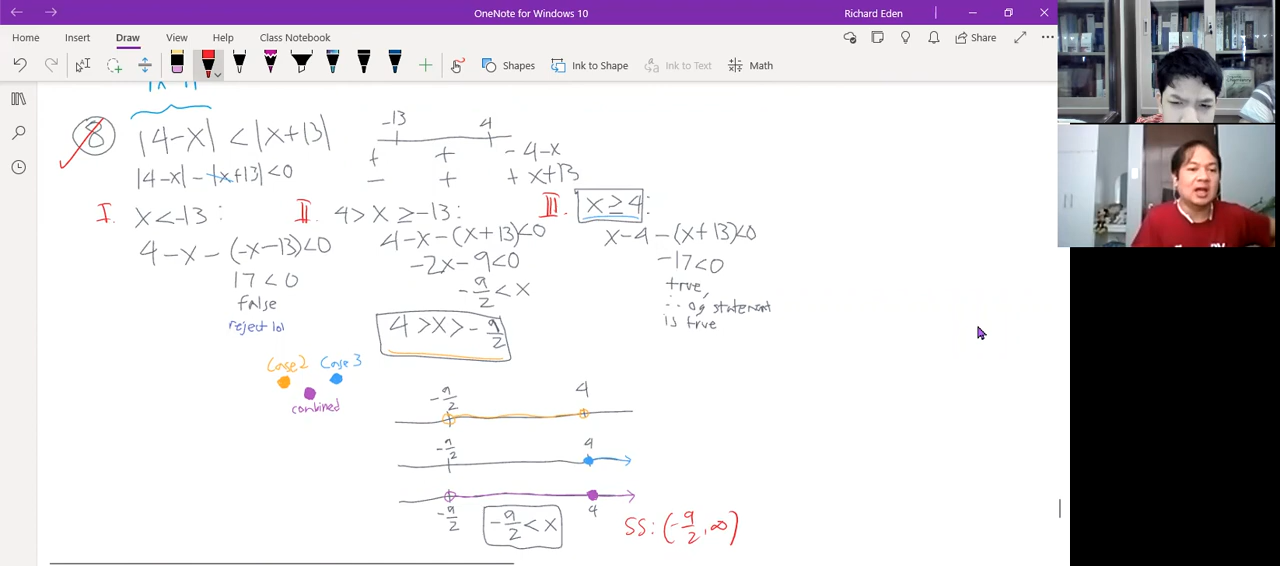 OneNote for Windows 10
Richard Eden
Home Insert Draw View Help Class Notebook
Share
Shapes Ink to Shape Ink to Text Math
8 |4-x| < |x+13|
|4-x| - |x+13| < 0
-13 4
+ + - 4-x
- + + x+13
I. x < -13 :
4-x - (-x-13) < 0
17 < 0
false
reject lol
II. 4 > x ≥ -13 :
4-x - (x+13) < 0
-2x - 9 < 0
-9/2 < x
4 > x > -9/2
III. x ≥ 4 :
x-4 - (x+13) < 0
-17 < 0
true,
∴ og statement
is true
Case 2 Case 3
combined
-9/2 4
-9/2 4
-9/2 4
-9/2 < x
SS: (-9/2, ∞)